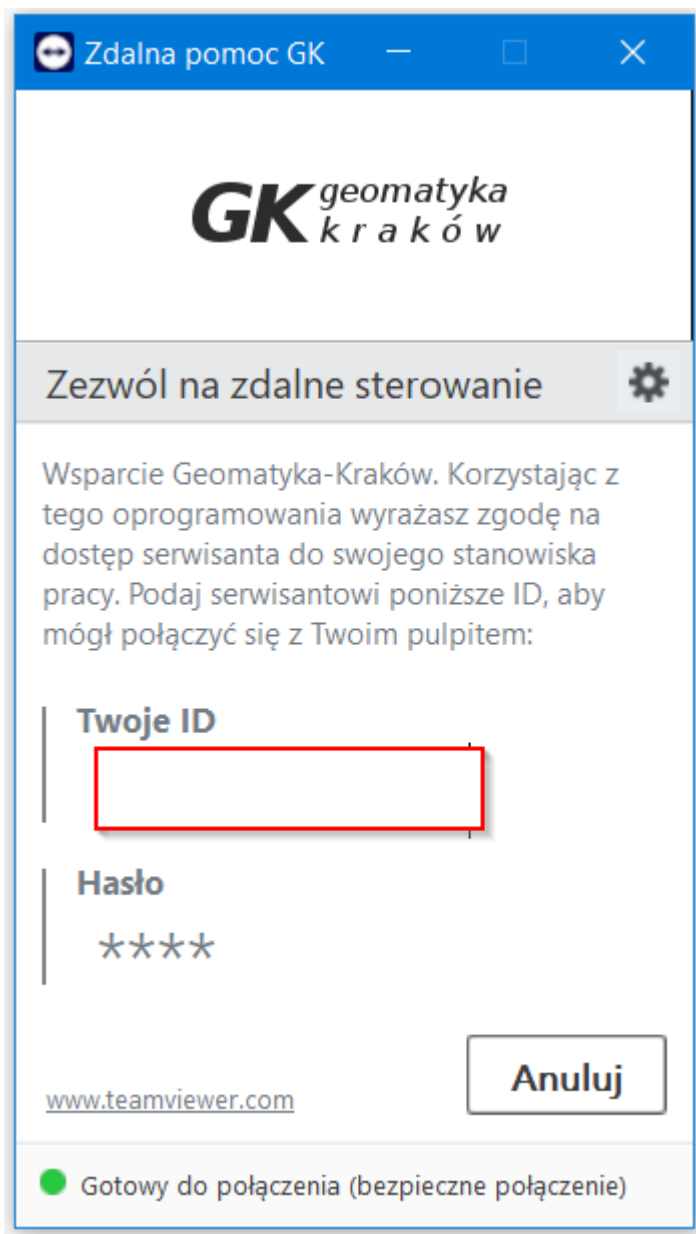 Zdalna pomoc GK
GK geomatyka
kraków
Zezwól na zdalne sterowanie
Wsparcie Geomatyka-Kraków. Korzystając z
tego oprogramowania wyrażasz zgodę na
dostęp serwisanta do swojego stanowiska
pracy. Podaj serwisantowi poniższe ID, aby
mógł połączyć się z Twoim pulpitem:
Twoje ID
Hasło
****
Anuluj
www.teamviewer.com
Gotowy do połączenia (bezpieczne połączenie)